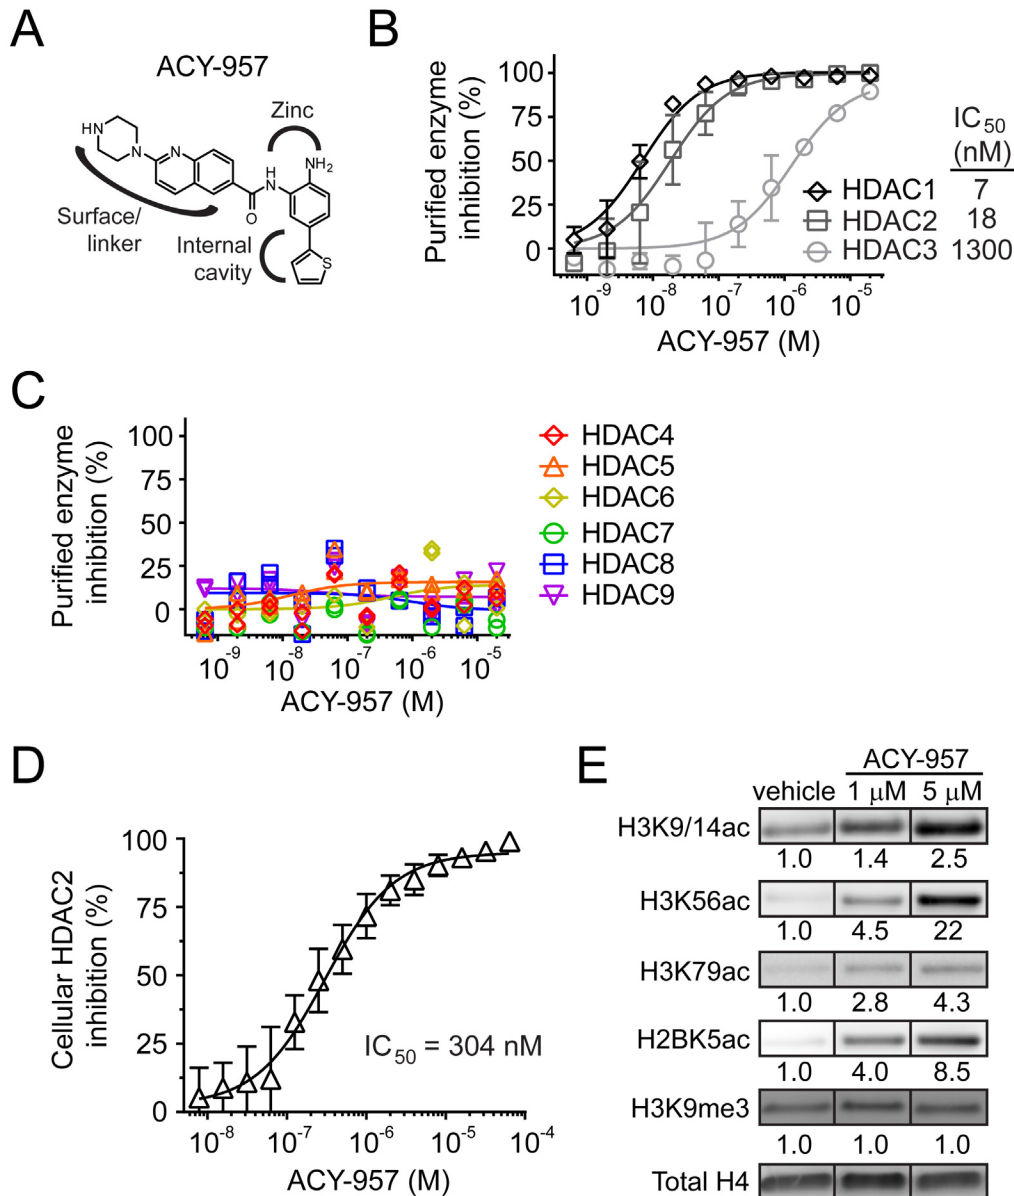 A
ACY-957
Zinc
HN
N
N
NH₂
H
N
O
S
Surface/
linker
Internal
cavity
B
Purified enzyme
inhibition (%)
100
75
50
25
0
10⁻⁹ 10⁻⁸ 10⁻⁷ 10⁻⁶ 10⁻⁵
ACY-957 (M)
IC₅₀
(nM)
HDAC1 7
HDAC2 18
HDAC3 1300
C
Purified enzyme
inhibition (%)
100
75
50
25
0
10⁻⁹ 10⁻⁸ 10⁻⁷ 10⁻⁶ 10⁻⁵
ACY-957 (M)
HDAC4
HDAC5
HDAC6
HDAC7
HDAC8
HDAC9
D
Cellular HDAC2
inhibition (%)
100
75
50
25
0
IC₅₀ = 304 nM
10⁻⁸ 10⁻⁷ 10⁻⁶ 10⁻⁵ 10⁻⁴
ACY-957 (M)
E
ACY-957
vehicle 1 μM 5 μM
H3K9/14ac
1.0 1.4 2.5
H3K56ac
1.0 4.5 22
H3K79ac
1.0 2.8 4.3
H2BK5ac
1.0 4.0 8.5
H3K9me3
1.0 1.0 1.0
Total H4